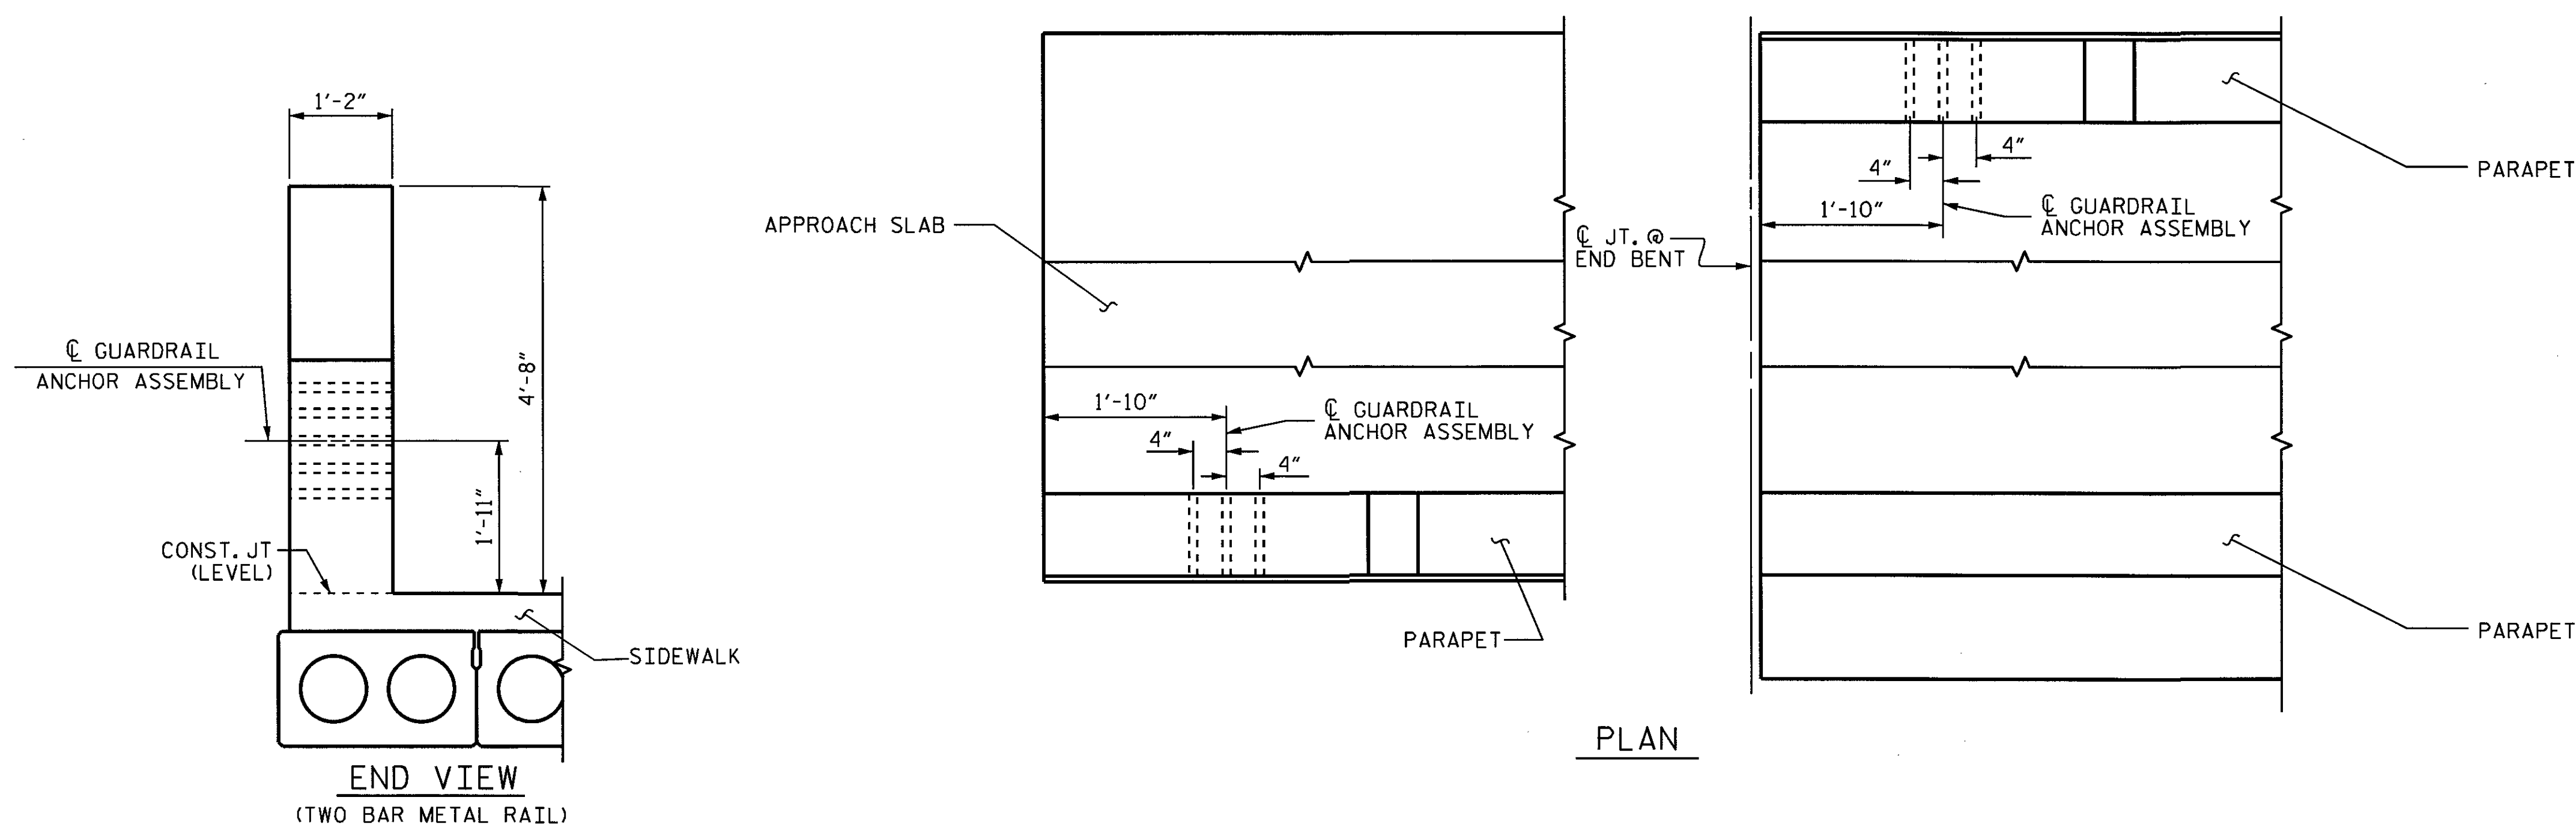 1'-2"
4'-8"
℄ GUARDRAIL
ANCHOR ASSEMBLY
1'-11"
CONST. JT
(LEVEL)
SIDEWALK
END VIEW
(TWO BAR METAL RAIL)
APPROACH SLAB
1'-10"
℄ GUARDRAIL
ANCHOR ASSEMBLY
4"
4"
PARAPET
PLAN
℄ JT. @
END BENT
4"
4"
1'-10"
℄ GUARDRAIL
ANCHOR ASSEMBLY
PARAPET
PARAPET